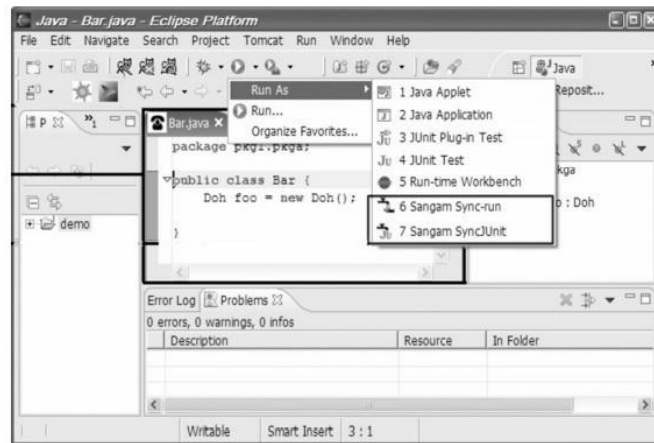 Java - Bar.java - Eclipse Platform
File Edit Navigate Search Project Tomcat Run Window Help
Java
Run As
Reposit...
1 Java Applet
Run...
2 Java Application
Organize Favorites...
3 JUnit Plug-in Test
4 JUnit Test
5 Run-time Workbench
6 Sangam Sync-run
7 Sangam SyncJUnit
P
»1
Bar.java
package pkg1.pkga;
kga
public class Bar {
Doh foo = new Doh();
o : Doh
}
demo
Error Log Problems
0 errors, 0 warnings, 0 infos
Description Resource In Folder
Writable Smart Insert 3 : 1